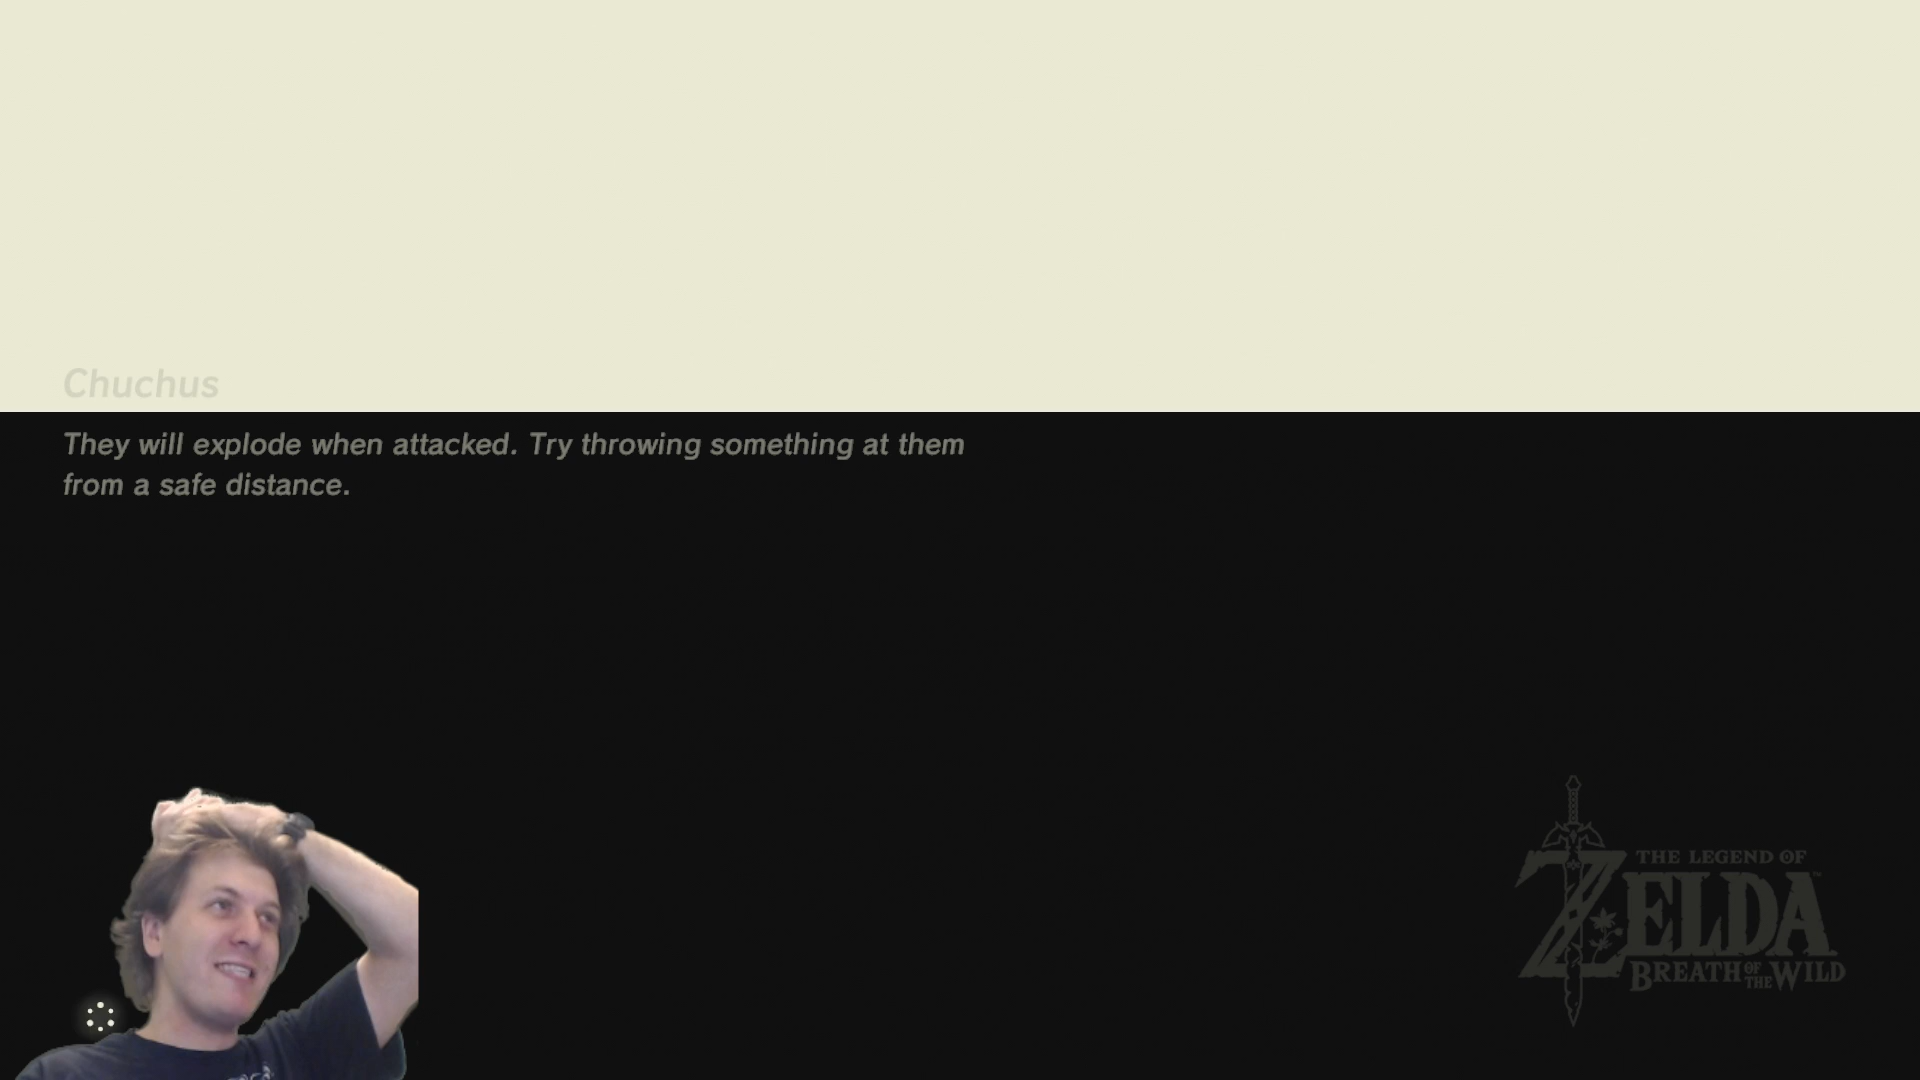 Chuchus
They will explode when attacked. Try throwing something at them
from a safe distance.
THE LEGEND OF
ZELDA
BREATH OF THE WILD